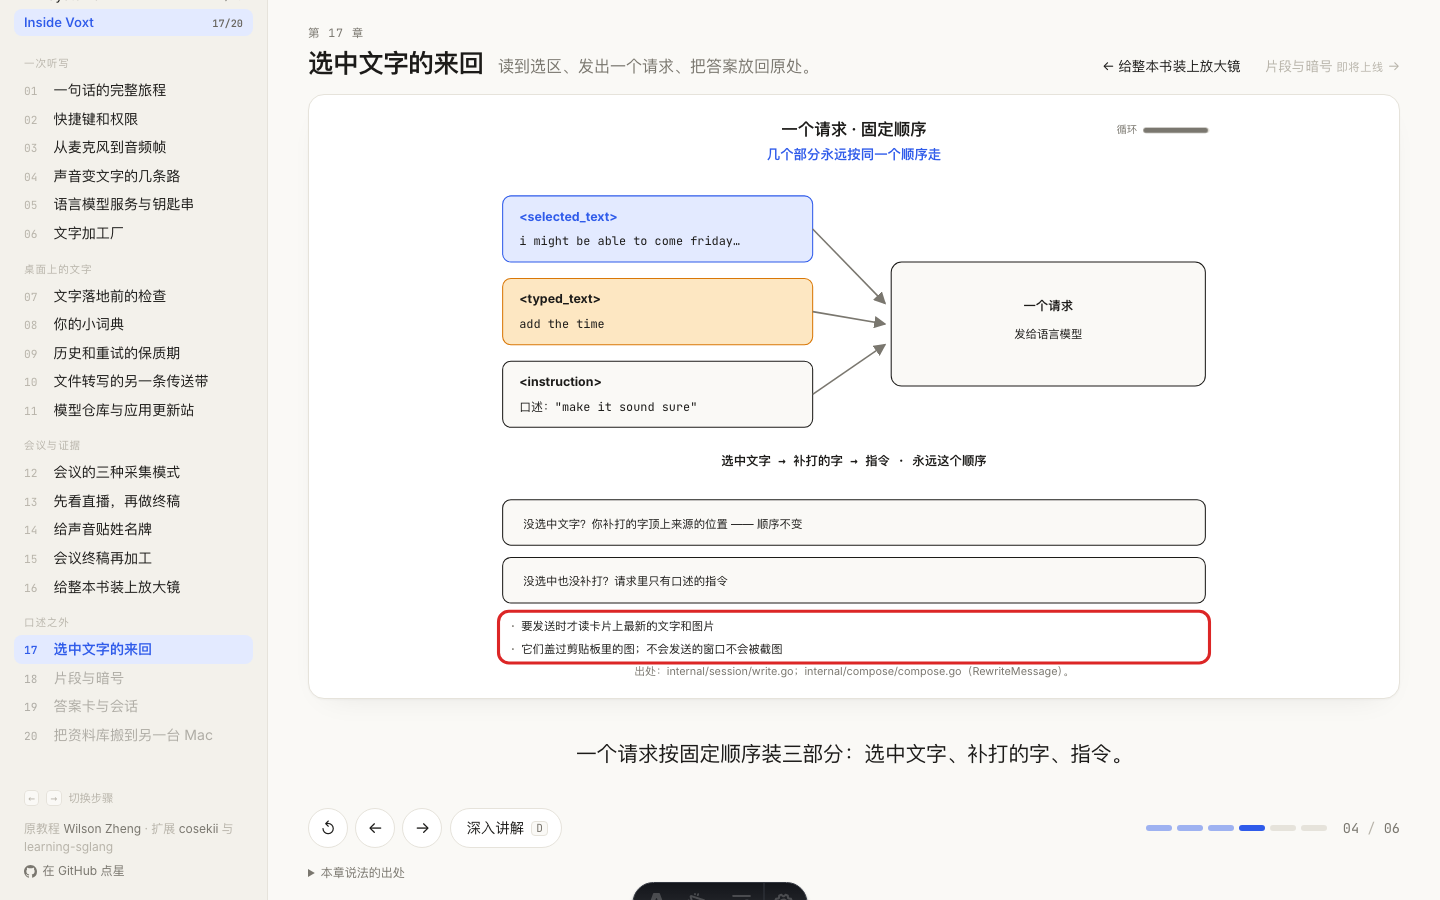 Inside Voxt 17/20
一次听写
01 一句话的完整旅程
02 快捷键和权限
03 从麦克风到音频帧
04 声音变文字的几条路
05 语言模型服务与钥匙串
06 文字加工厂
桌面上的文字
07 文字落地前的检查
08 你的小词典
09 历史和重试的保质期
10 文件转写的另一条传送带
11 模型仓库与应用更新站
会议与证据
12 会议的三种采集模式
13 先看直播，再做终稿
14 给声音贴姓名牌
15 会议终稿再加工
16 给整本书装上放大镜
口述之外
17 选中文字的来回
18 片段与暗号
19 答案卡与会话
20 把资料库搬到另一台 Mac
← → 切换步骤
原教程 Wilson Zheng · 扩展 cosekii 与
learning-sglang
在 GitHub 点星
第 17 章
选中文字的来回 读到选区、发出一个请求、把答案放回原处。
← 给整本书装上放大镜 片段与暗号 即将上线 →
一个请求 · 固定顺序
循环
几个部分永远按同一个顺序走
<selected_text>
i might be able to come friday…
<typed_text>
add the time
<instruction>
口述："make it sound sure"
一个请求
发给语言模型
选中文字 → 补打的字 → 指令 · 永远这个顺序
没选中文字？你补打的字顶上来源的位置 —— 顺序不变
没选中也没补打？请求里只有口述的指令
· 要发送时才读卡片上最新的文字和图片
· 它们盖过剪贴板里的图；不会发送的窗口不会被截图
出处：internal/session/write.go；internal/compose/compose.go（RewriteMessage）。
一个请求按固定顺序装三部分：选中文字、补打的字、指令。
深入讲解 D
04 / 06
▶ 本章说法的出处